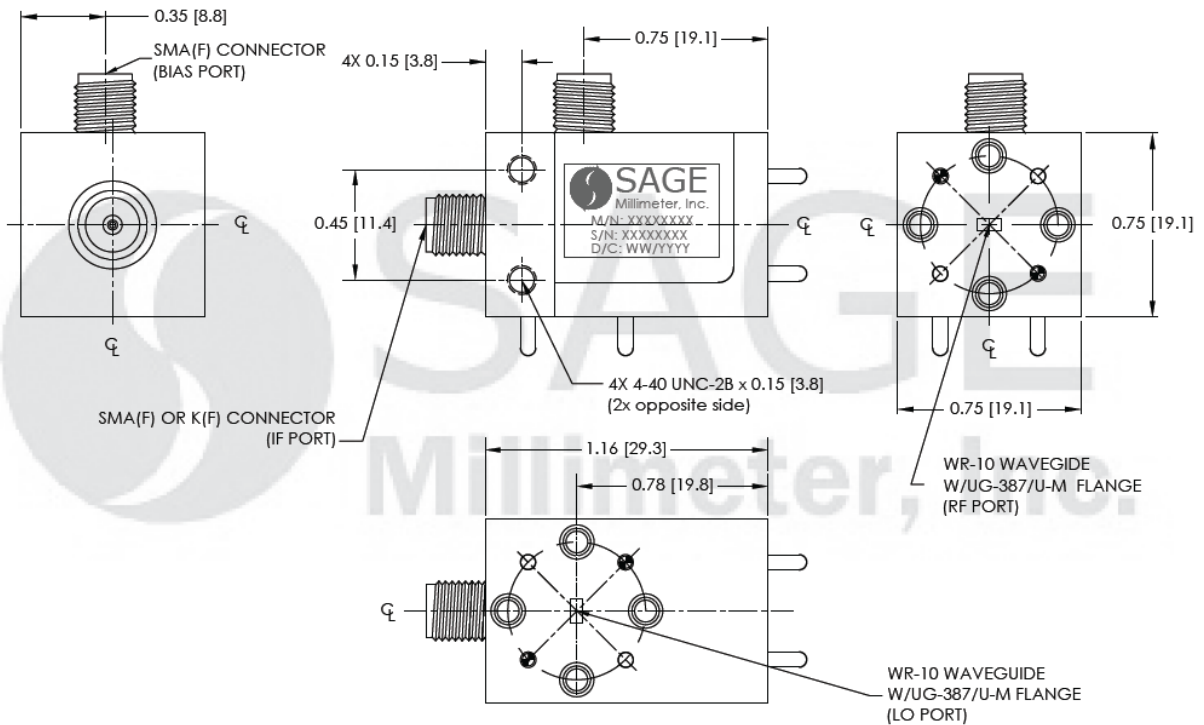 0.35 [8.8]
SMA(F) CONNECTOR
(BIAS PORT)
4X 0.15 [3.8]
0.75 [19.1]
0.45 [11.4]
SAGE
Millimeter, Inc.
M/N: XXXXXXXX
S/N: XXXXXXXX
D/C: WW/YYYY
℄
℄
℄
℄
℄
0.75 [19.1]
0.75 [19.1]
4X 4-40 UNC-2B x 0.15 [3.8]
(2x opposite side)
SMA(F) OR K(F) CONNECTOR
(IF PORT)
1.16 [29.3]
0.78 [19.8]
WR-10 WAVEGIDE
W/UG-387/U-M FLANGE
(RF PORT)
℄
WR-10 WAVEGUIDE
W/UG-387/U-M FLANGE
(LO PORT)
SAGE
Millimeter, Inc.